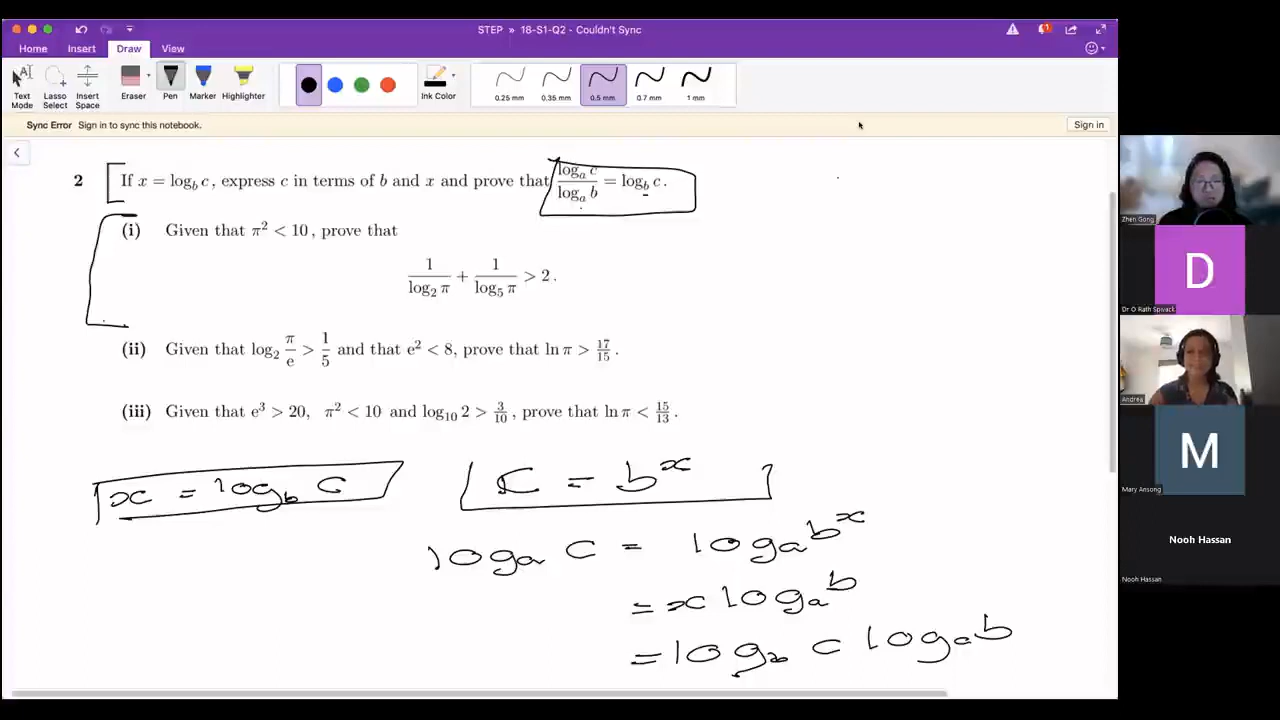 STEP » 18-S1-Q2 - Couldn't Sync
Home Insert Draw View
Text Mode Lasso Select Insert Space Eraser Pen Marker Highlighter Ink Color 0.25 mm 0.35 mm 0.5 mm 0.7 mm 1 mm
Sync Error Sign in to sync this notebook. Sign in
2 If x = log_b c, express c in terms of b and x and prove that log_a c / log_a b = log_b c.
(i) Given that π² < 10, prove that
1/log₂ π + 1/log₅ π > 2.
(ii) Given that log₂ π/e > 1/5 and that e² < 8, prove that ln π > 17/15.
(iii) Given that e³ > 20, π² < 10 and log₁₀ 2 > 3/10, prove that ln π < 15/13.
x = log_b c
c = b^x
log_a c = log_a b^x
= x log_a b
= log_b c log_a b
Zhen Gong
D
Dr O Rath Spivack
Andrea
M
Mary Ansong
Nooh Hassan
Nooh Hassan